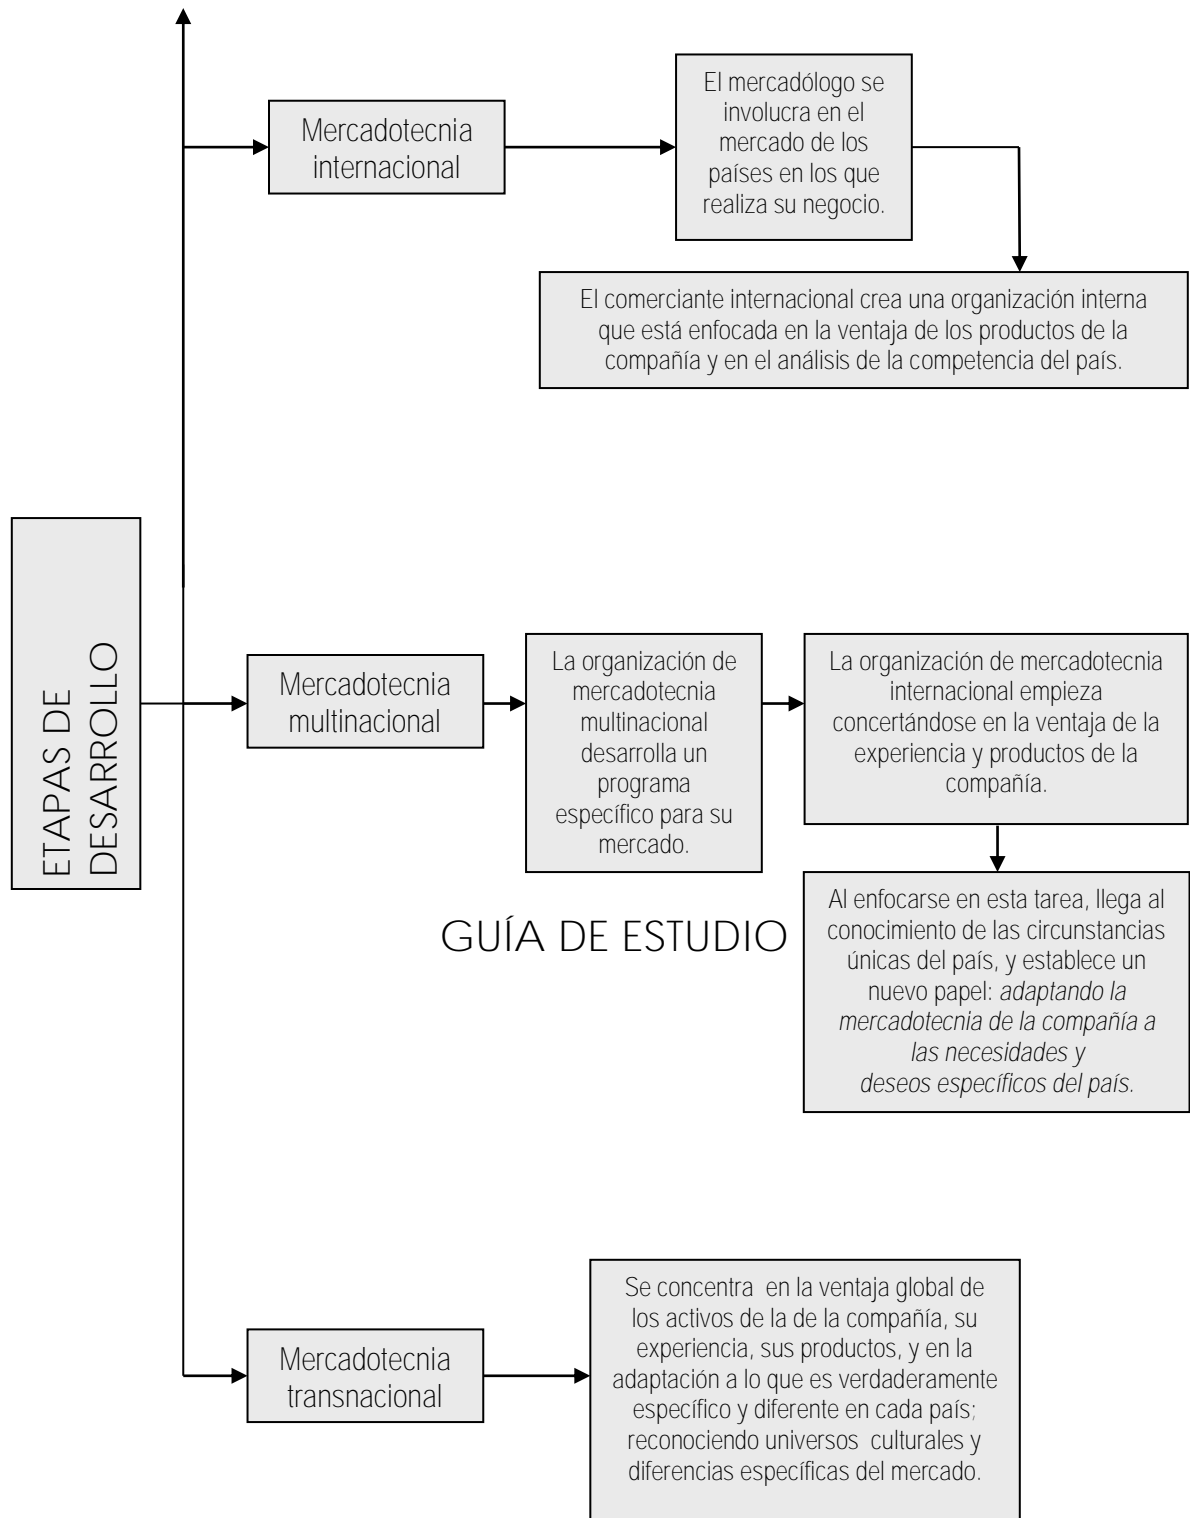 Mercadotecnia
internacional
El mercadólogo se
involucra en el
mercado de los
países en los que
realiza su negocio.
El comerciante internacional crea una organización interna
que está enfocada en la ventaja de los productos de la
compañía y en el análisis de la competencia del país.
ETAPAS DE
DESARROLLO
Mercadotecnia
multinacional
La organización de
mercadotecnia
multinacional
desarrolla un
programa
específico para su
mercado.
La organización de mercadotecnia
internacional empieza
concertándose en la ventaja de la
experiencia y productos de la
compañía.
GUÍA DE ESTUDIO
Al enfocarse en esta tarea, llega al
conocimiento de las circunstancias
únicas del país, y establece un
nuevo papel: adaptando la
mercadotecnia de la compañía a
las necesidades y
deseos específicos del país.
Mercadotecnia
transnacional
Se concentra en la ventaja global de
los activos de la de la compañía, su
experiencia, sus productos, y en la
adaptación a lo que es verdaderamente
específico y diferente en cada país;
reconociendo universos culturales y
diferencias específicas del mercado.